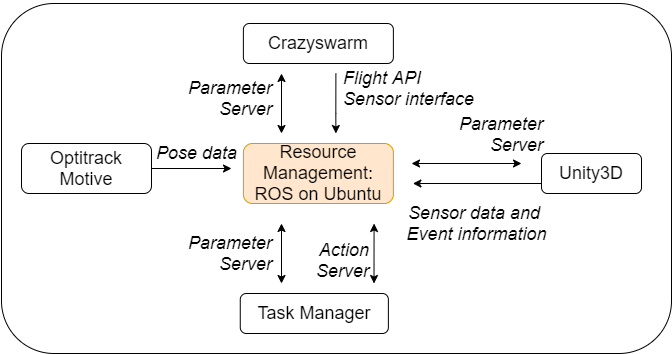 Crazyswarm
Parameter
Server
Flight API
Sensor interface
Optitrack
Motive
Pose data
Resource
Management:
ROS on Ubuntu
Parameter
Server
Unity3D
Sensor data and
Event information
Parameter
Server
Action
Server
Task Manager